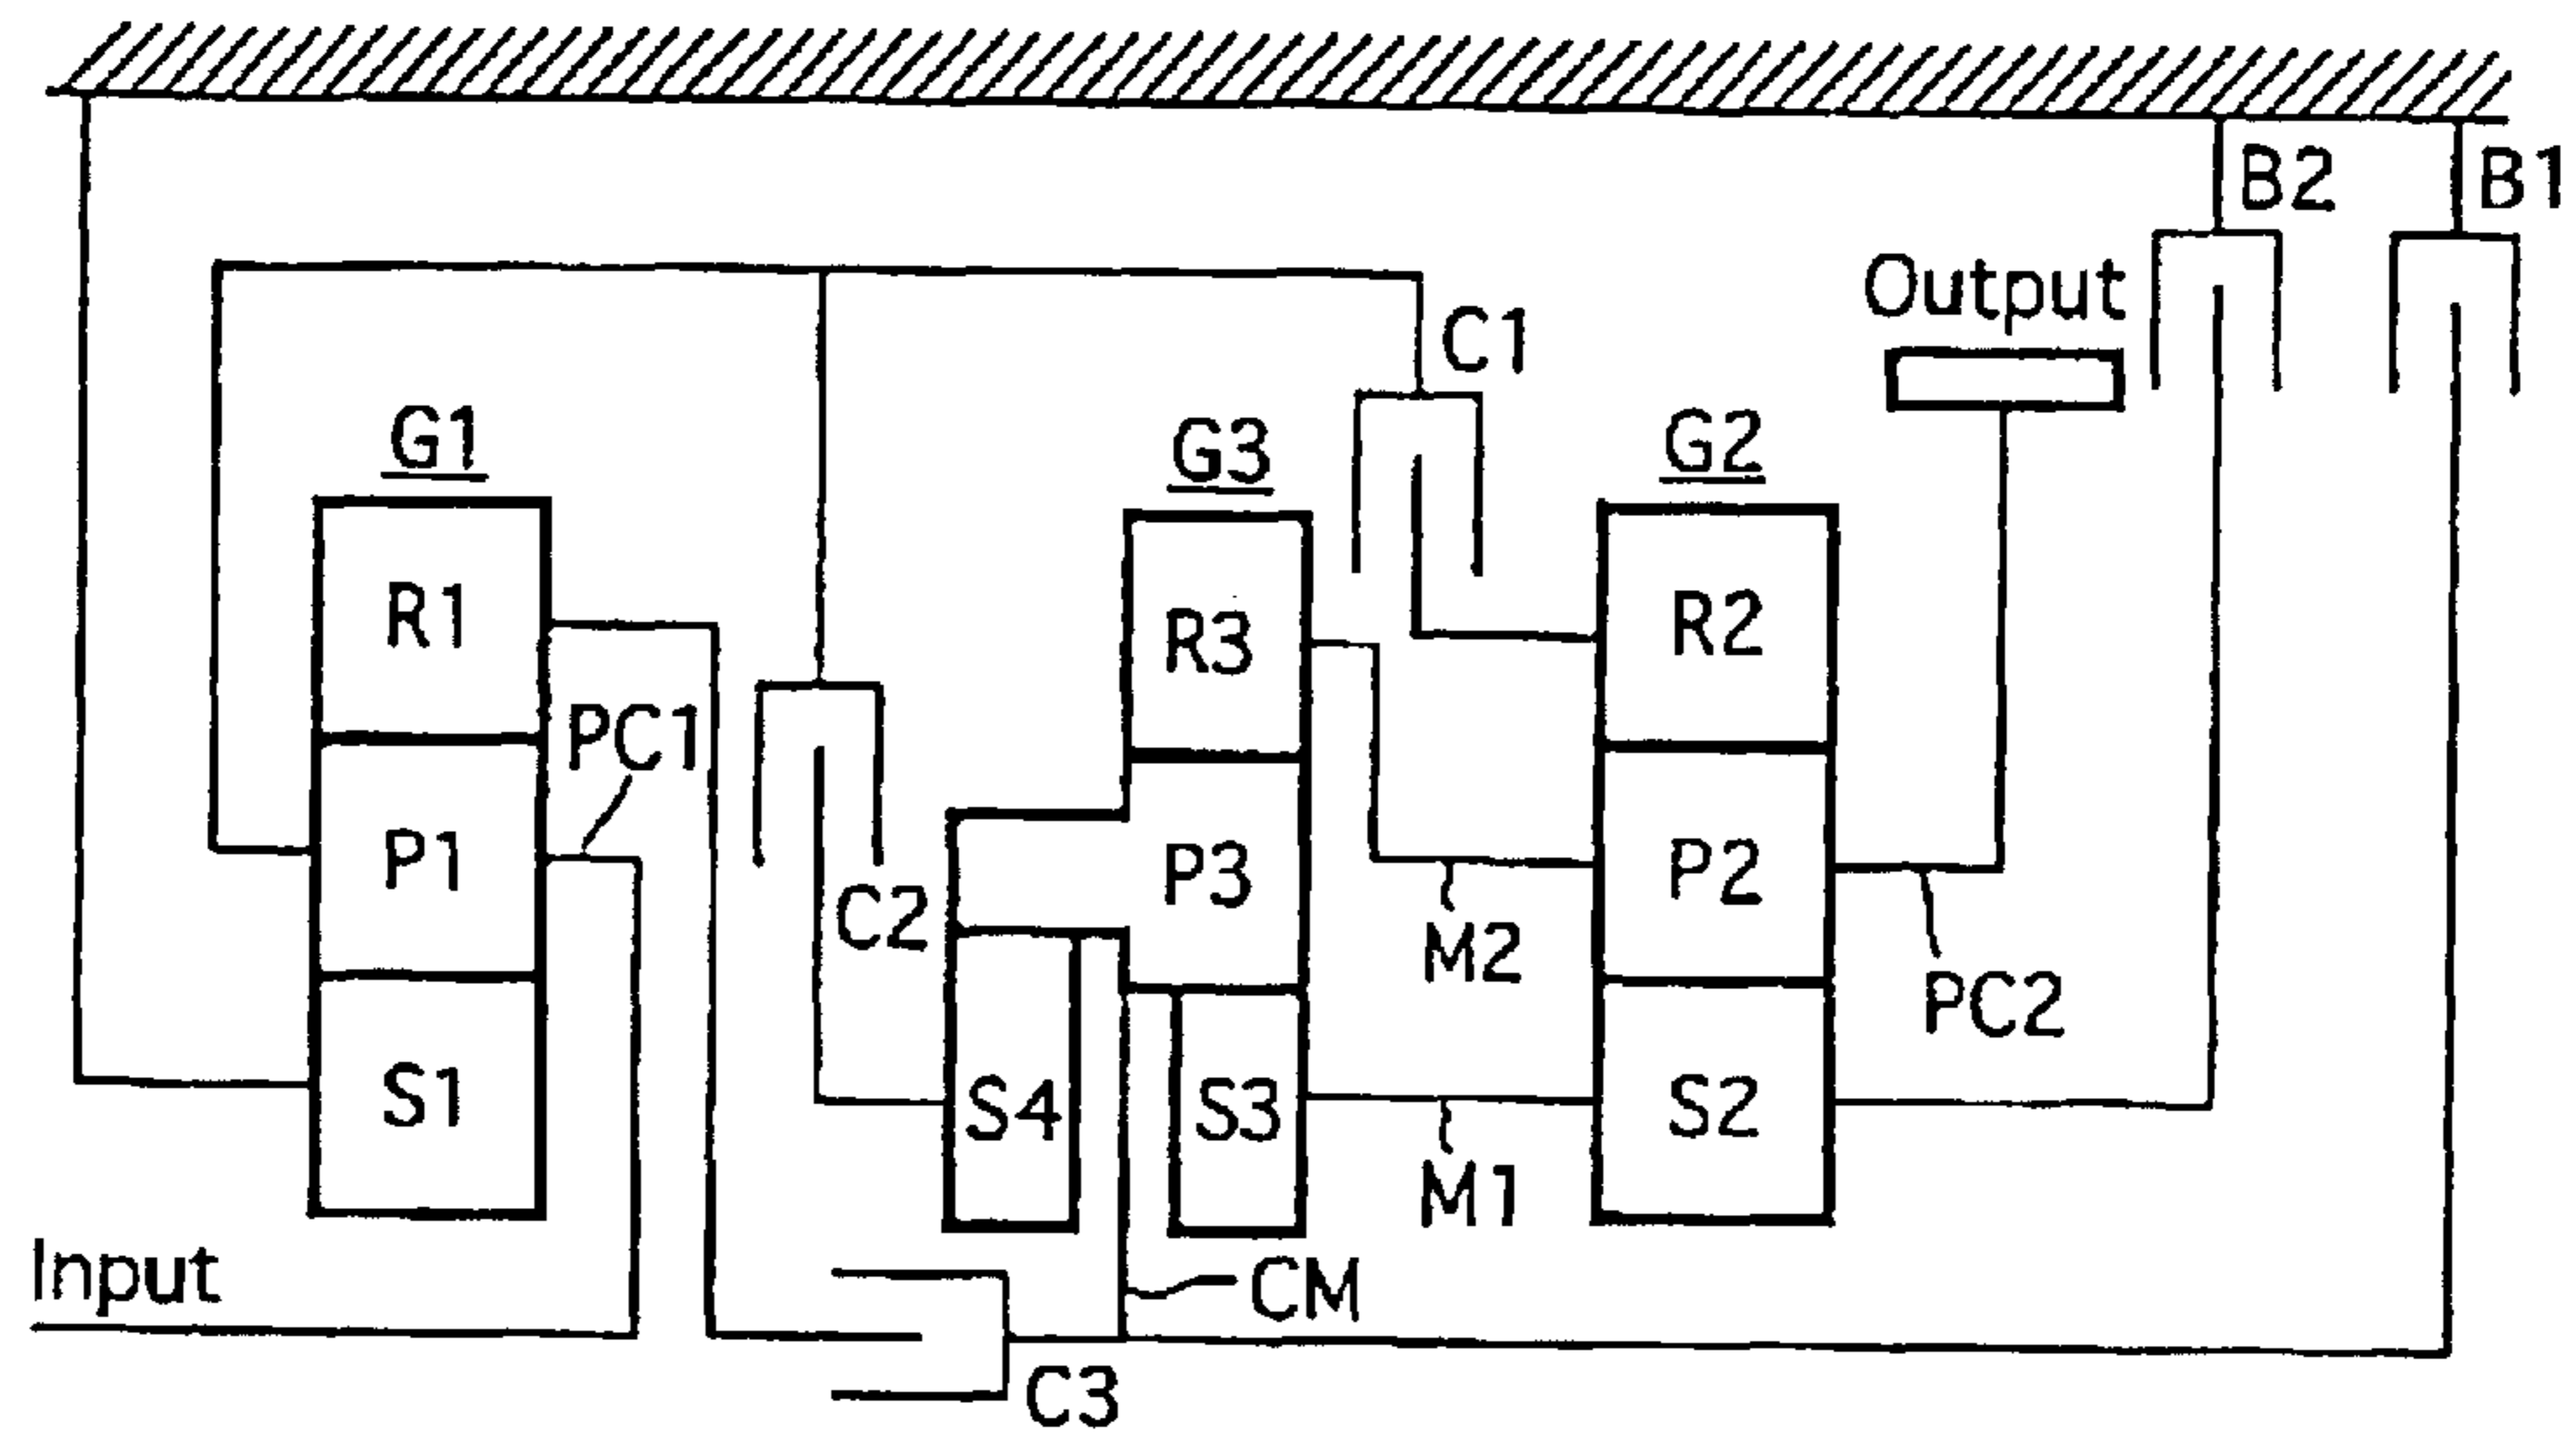 B2
B1
Output
C1
G1
G3
G2
R1
R3
R2
PC1
P1
P3
P2
C2
M2
PC2
S1
S4
S3
S2
M1
Input
CM
C3